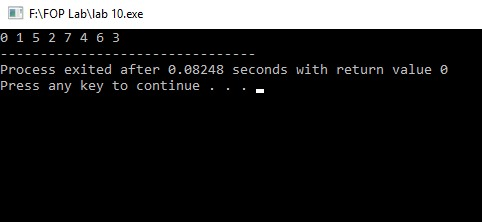 F:\FOP Lab\lab 10.exe
0 1 5 2 7 4 6 3
--------------------------------
Process exited after 0.08248 seconds with return value 0
Press any key to continue . . .